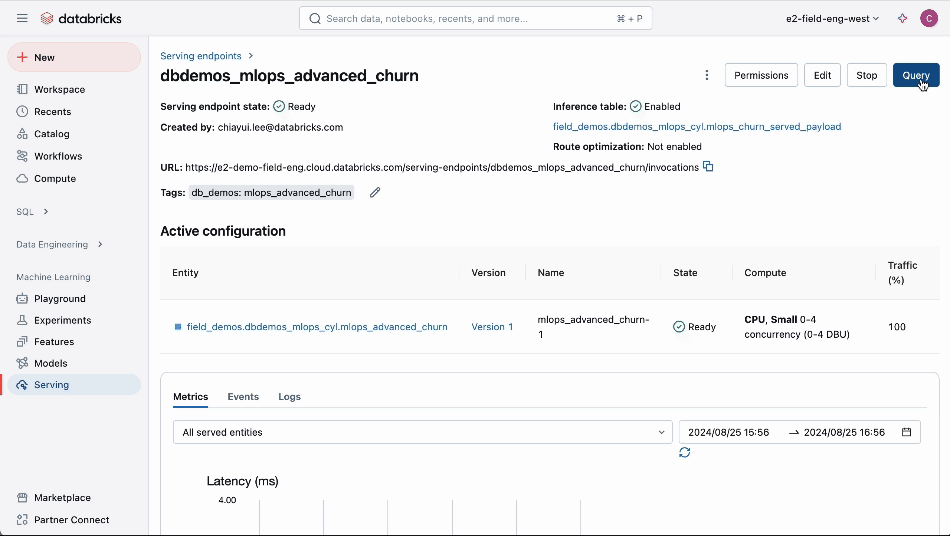 databricks
Search data, notebooks, recents, and more...
⌘ + P
e2-field-eng-west
C
New
Workspace
Recents
Catalog
Workflows
Compute
SQL
Data Engineering
Machine Learning
Playground
Experiments
Features
Models
Serving
Marketplace
Partner Connect
Serving endpoints >
dbdemos_mlops_advanced_churn
Permissions
Edit
Stop
Query
Serving endpoint state: Ready
Created by: chiayui.lee@databricks.com
Inference table: Enabled
field_demos.dbdemos_mlops_cyl.mlops_churn_served_payload
Route optimization: Not enabled
URL: https://e2-demo-field-eng.cloud.databricks.com/serving-endpoints/dbdemos_mlops_advanced_churn/invocations
Tags: db_demos: mlops_advanced_churn
Active configuration
Entity
Version
Name
State
Compute
Traffic
(%)
field_demos.dbdemos_mlops_cyl.mlops_advanced_churn
Version 1
mlops_advanced_churn-
1
Ready
CPU, Small 0-4
concurrency (0-4 DBU)
100
Metrics
Events
Logs
All served entities
2024/08/25 15:56 → 2024/08/25 16:56
Latency (ms)
4.00